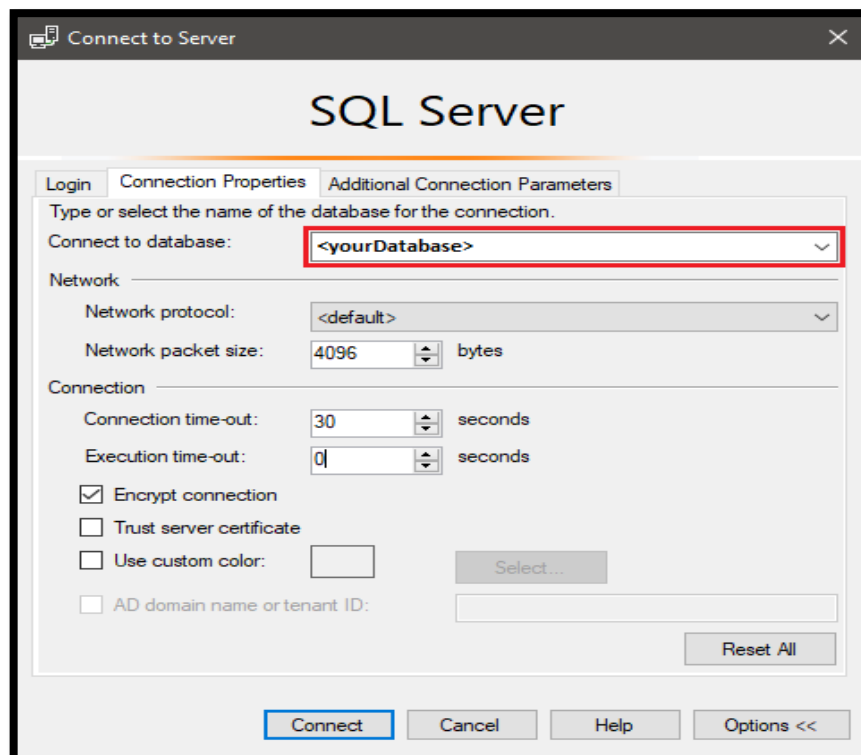 Connect to Server
SQL Server
Login Connection Properties Additional Connection Parameters
Type or select the name of the database for the connection.
Connect to database: <yourDatabase>
Network
Network protocol: <default>
Network packet size: 4096 bytes
Connection
Connection time-out: 30 seconds
Execution time-out: 0 seconds
Encrypt connection
Trust server certificate
Use custom color: Select...
AD domain name or tenant ID:
Reset All
Connect Cancel Help Options <<